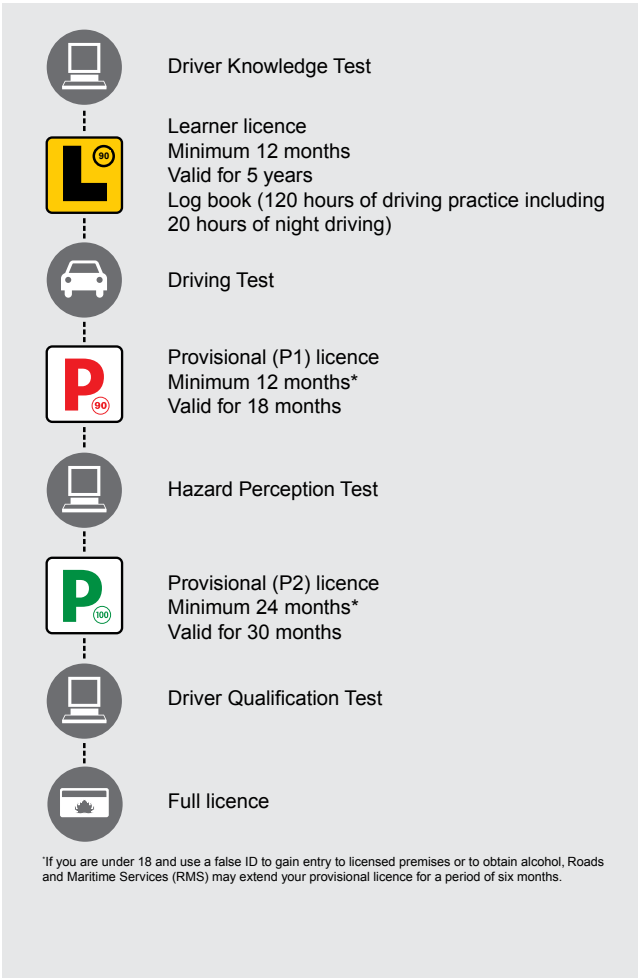 Driver Knowledge Test
L 90
Learner licence
Minimum 12 months
Valid for 5 years
Log book (120 hours of driving practice including
20 hours of night driving)
Driving Test
P 90
Provisional (P1) licence
Minimum 12 months*
Valid for 18 months
Hazard Perception Test
P 100
Provisional (P2) licence
Minimum 24 months*
Valid for 30 months
Driver Qualification Test
Full licence
*If you are under 18 and use a false ID to gain entry to licensed premises or to obtain alcohol, Roads
and Maritime Services (RMS) may extend your provisional licence for a period of six months.